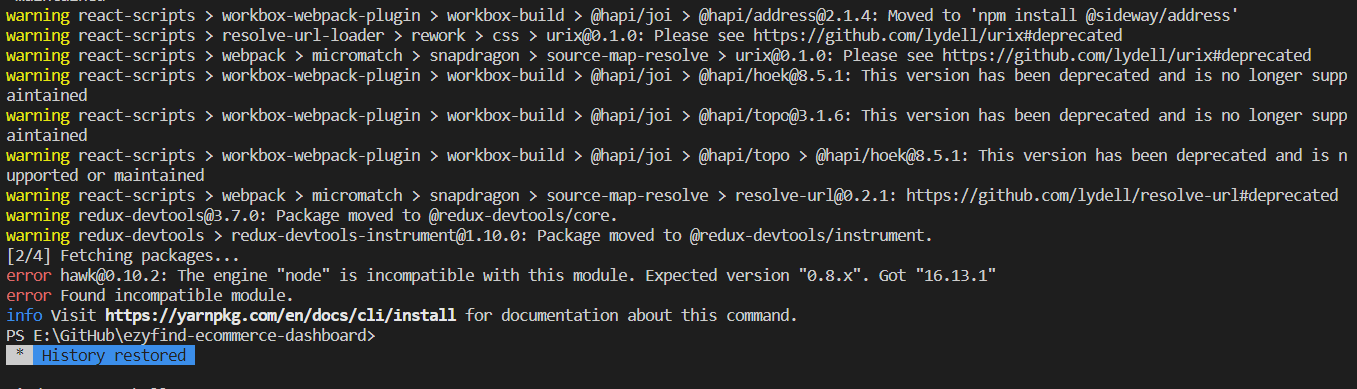 warning react-scripts > workbox-webpack-plugin > workbox-build > @hapi/joi > @hapi/address@2.1.4: Moved to 'npm install @sideway/address'
warning react-scripts > resolve-url-loader > rework > css > urix@0.1.0: Please see https://github.com/lydell/urix#deprecated
warning react-scripts > webpack > micromatch > snapdragon > source-map-resolve > urix@0.1.0: Please see https://github.com/lydell/urix#deprecated
warning react-scripts > workbox-webpack-plugin > workbox-build > @hapi/joi > @hapi/hoek@8.5.1: This version has been deprecated and is no longer supp
aintained
warning react-scripts > workbox-webpack-plugin > workbox-build > @hapi/joi > @hapi/topo@3.1.6: This version has been deprecated and is no longer supp
aintained
warning react-scripts > workbox-webpack-plugin > workbox-build > @hapi/joi > @hapi/topo > @hapi/hoek@8.5.1: This version has been deprecated and is n
upported or maintained
warning react-scripts > webpack > micromatch > snapdragon > source-map-resolve > resolve-url@0.2.1: https://github.com/lydell/resolve-url#deprecated
warning redux-devtools@3.7.0: Package moved to @redux-devtools/core.
warning redux-devtools > redux-devtools-instrument@1.10.0: Package moved to @redux-devtools/instrument.
[2/4] Fetching packages...
error hawk@0.10.2: The engine "node" is incompatible with this module. Expected version "0.8.x". Got "16.13.1"
error Found incompatible module.
info Visit https://yarnpkg.com/en/docs/cli/install for documentation about this command.
PS E:\GitHub\ezyfind-ecommerce-dashboard>
* History restored